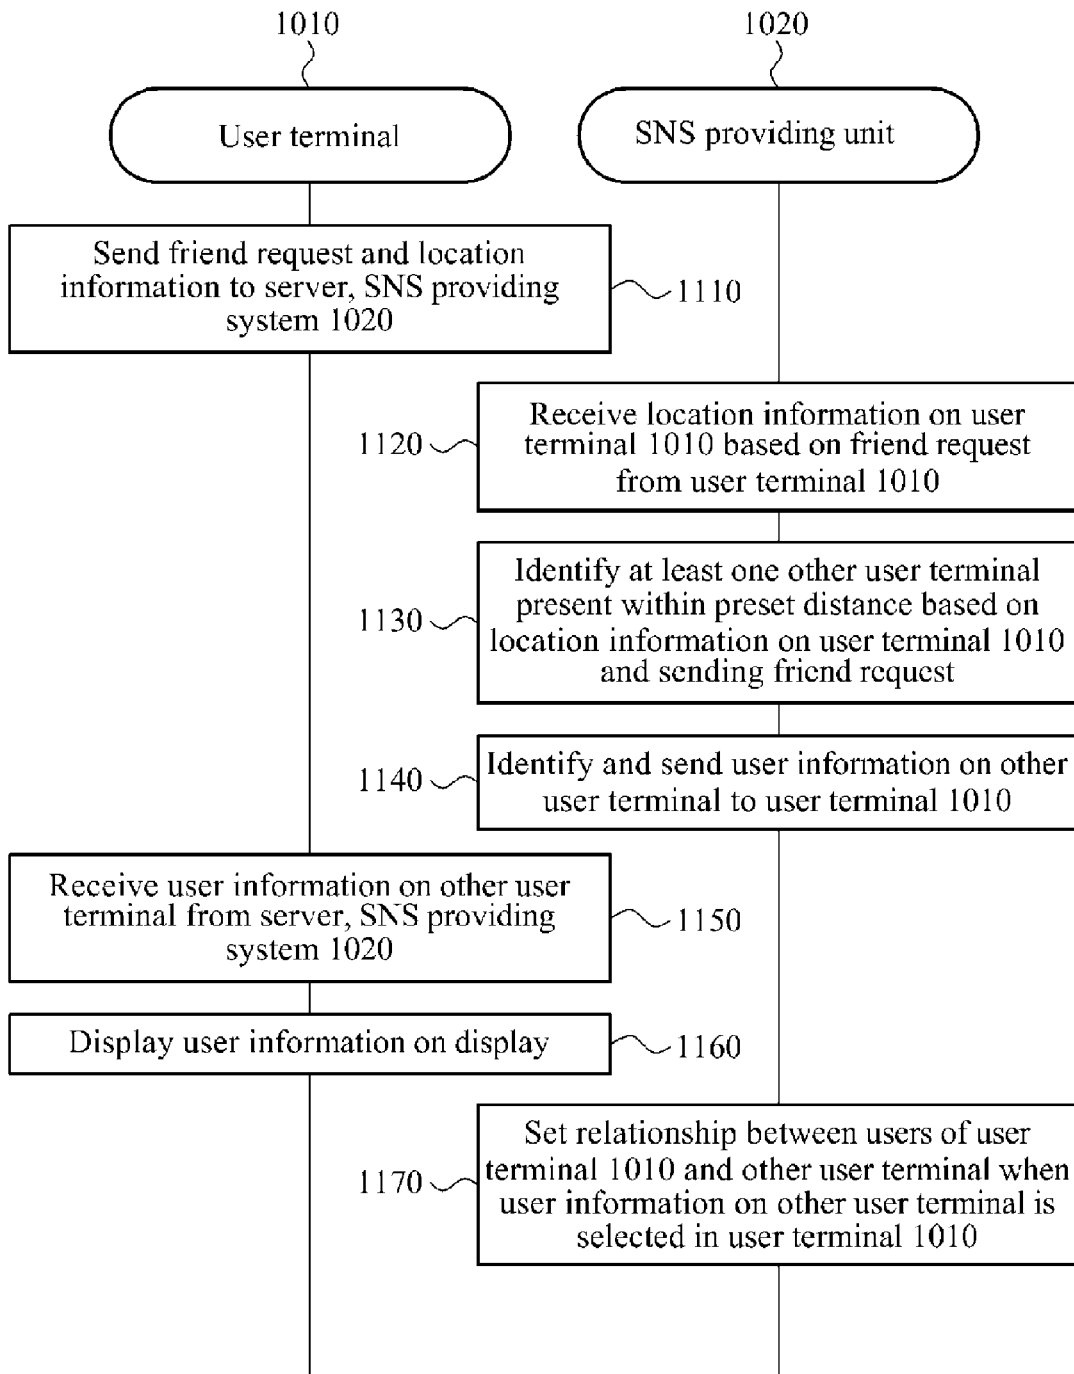 1010
1020
User terminal
SNS providing unit
Send friend request and location
information to server, SNS providing
system 1020
1110
1120
Receive location information on user
terminal 1010 based on friend request
from user terminal 1010
1130
Identify at least one other user terminal
present within preset distance based on
location information on user terminal 1010
and sending friend request
1140
Identify and send user information on other
user terminal to user terminal 1010
Receive user information on other user
terminal from server, SNS providing
system 1020
1150
Display user information on display
1160
1170
Set relationship between users of user
terminal 1010 and other user terminal when
user information on other user terminal is
selected in user terminal 1010